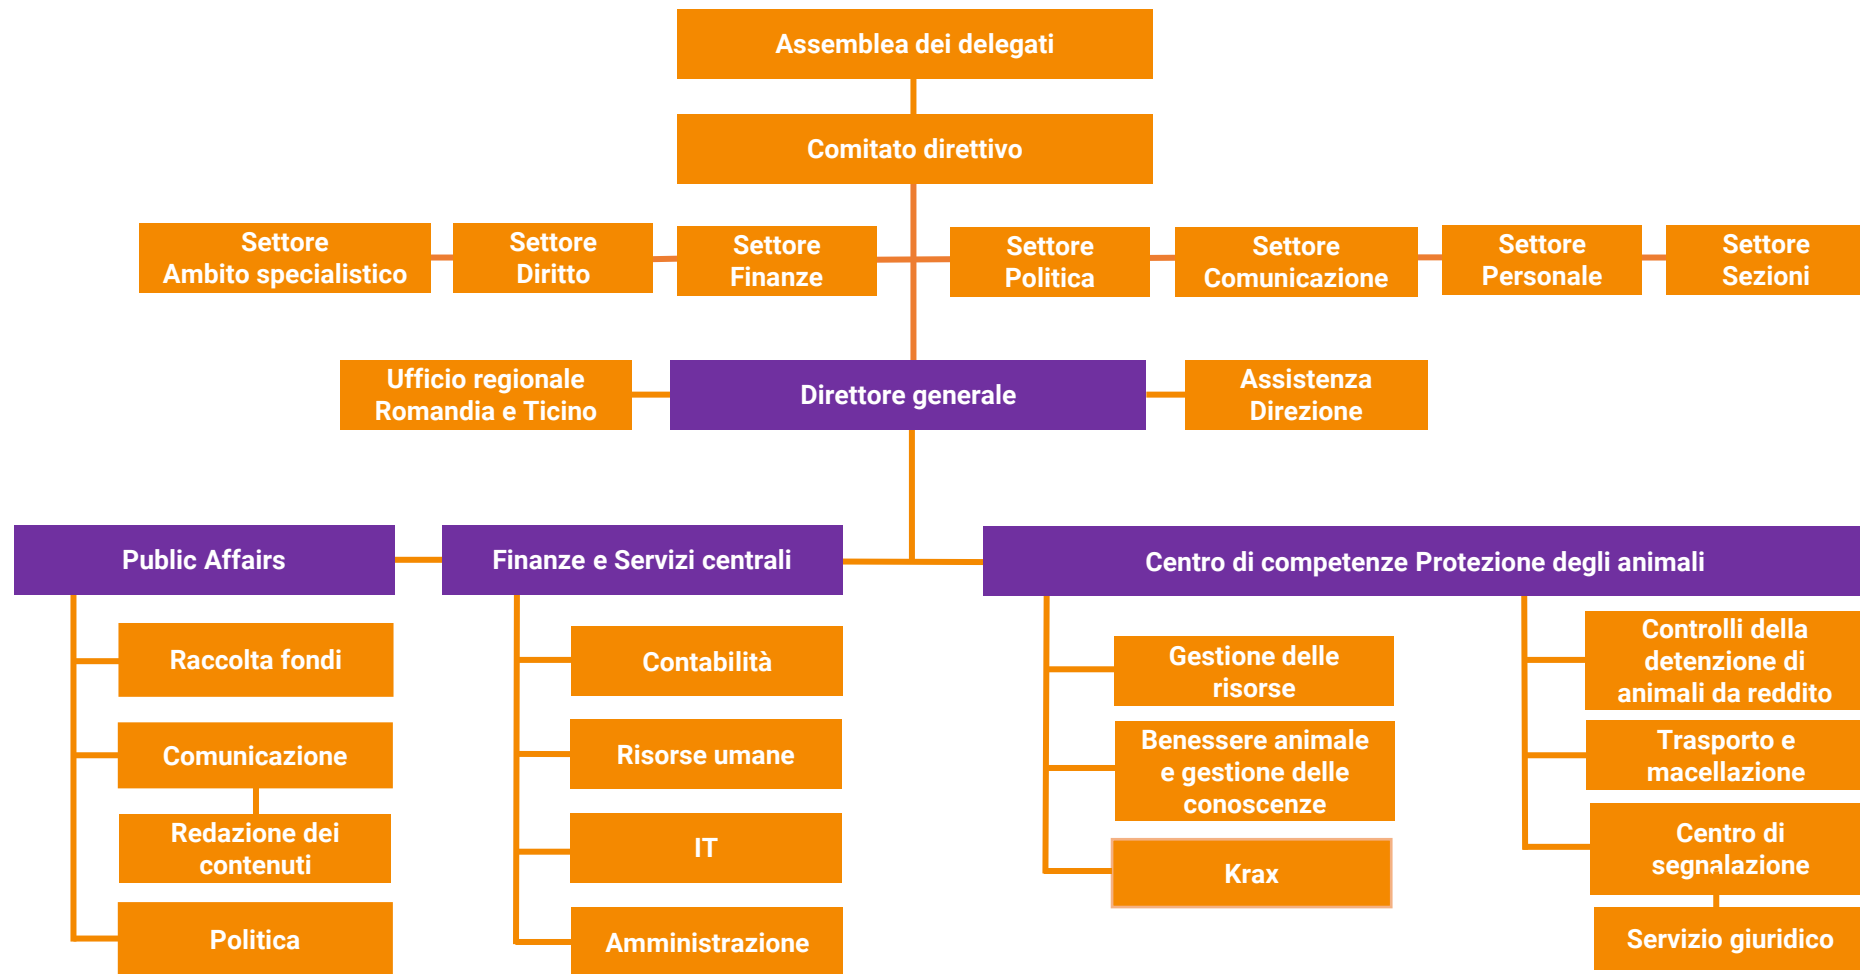 Assemblea dei delegati
Comitato direttivo
Settore
Ambito specialistico
Settore
Diritto
Settore
Finanze
Settore
Politica
Settore
Comunicazione
Settore
Personale
Settore
Sezioni
Ufficio regionale
Romandia e Ticino
Direttore generale
Assistenza
Direzione
Public Affairs
Finanze e Servizi centrali
Centro di competenze Protezione degli animali
Raccolta fondi
Comunicazione
Redazione dei
contenuti
Politica
Contabilità
Risorse umane
IT
Amministrazione
Gestione delle
risorse
Benessere animale
e gestione delle
conoscenze
Krax
Controlli della
detenzione di
animali da reddito
Trasporto e
macellazione
Centro di
segnalazione
Servizio giuridico